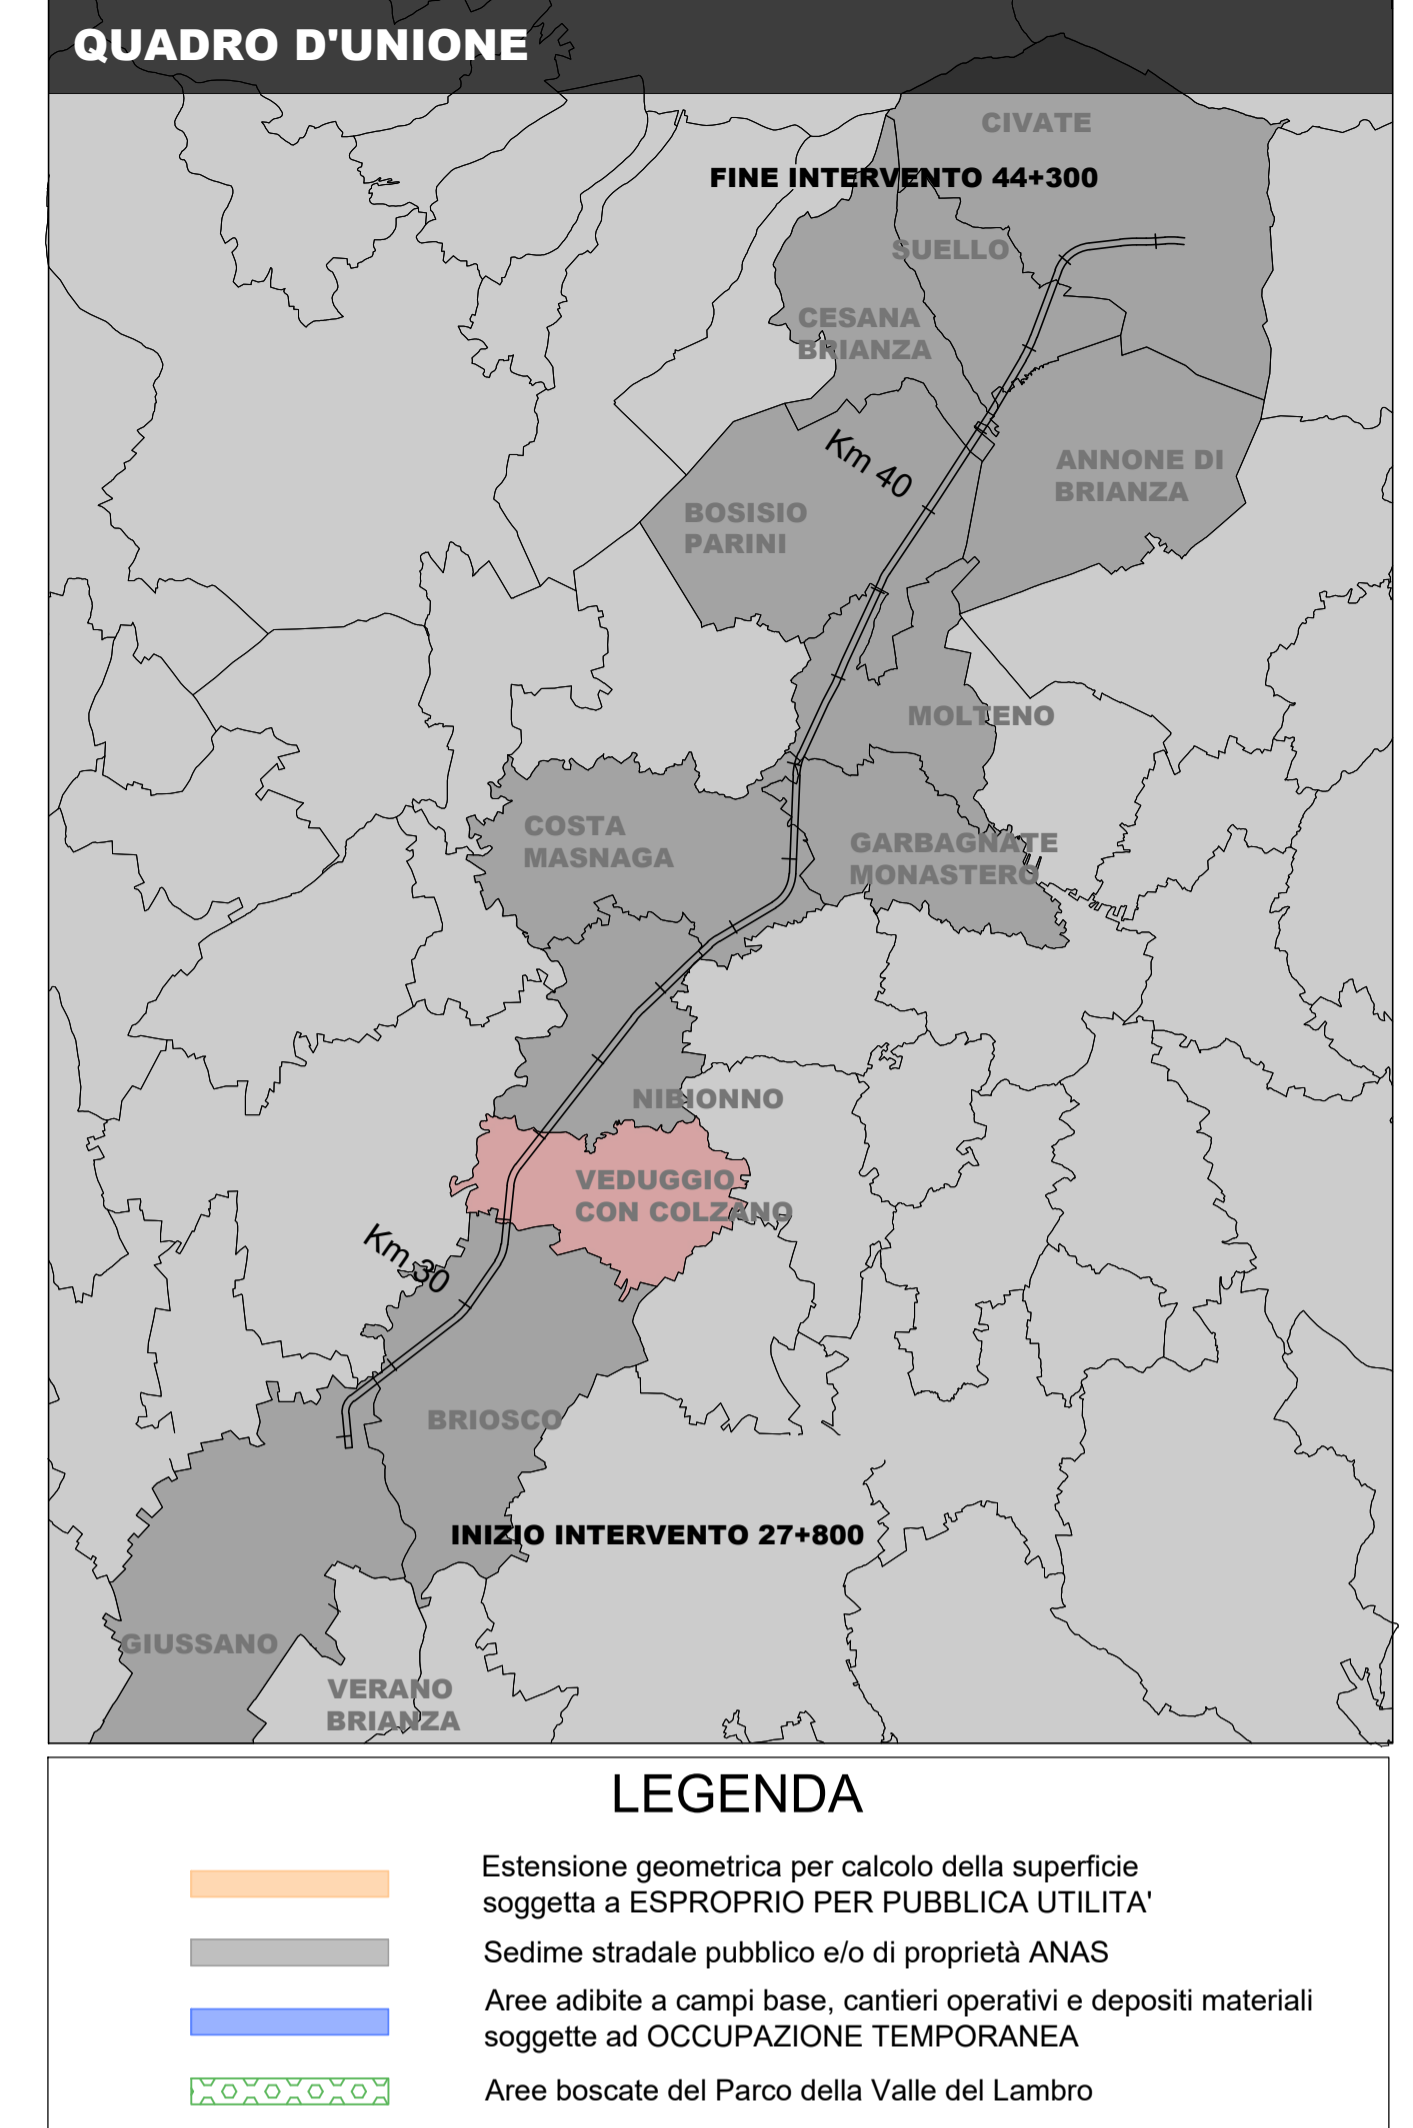 QUADRO D'UNIONE
CIVATE
FINE INTERVENTO 44+300
SUELLO
CESANA
BRIANZA
Km 40
ANNONE DI
BRIANZA
BOSISIO
PARINI
MOLTENO
COSTA
MASNAGA
GARBAGNATE
MONASTERO
NIBIONNO
VEDUGGIO
CON COLZANO
Km 30
BRIOSCO
INIZIO INTERVENTO 27+800
GIUSSANO
VERANO
BRIANZA
LEGENDA
Estensione geometrica per calcolo della superficie
soggetta a ESPROPRIO PER PUBBLICA UTILITA'
Sedime stradale pubblico e/o di proprietà ANAS
Aree adibite a campi base, cantieri operativi e depositi materiali
soggette ad OCCUPAZIONE TEMPORANEA
Aree boscate del Parco della Valle del Lambro